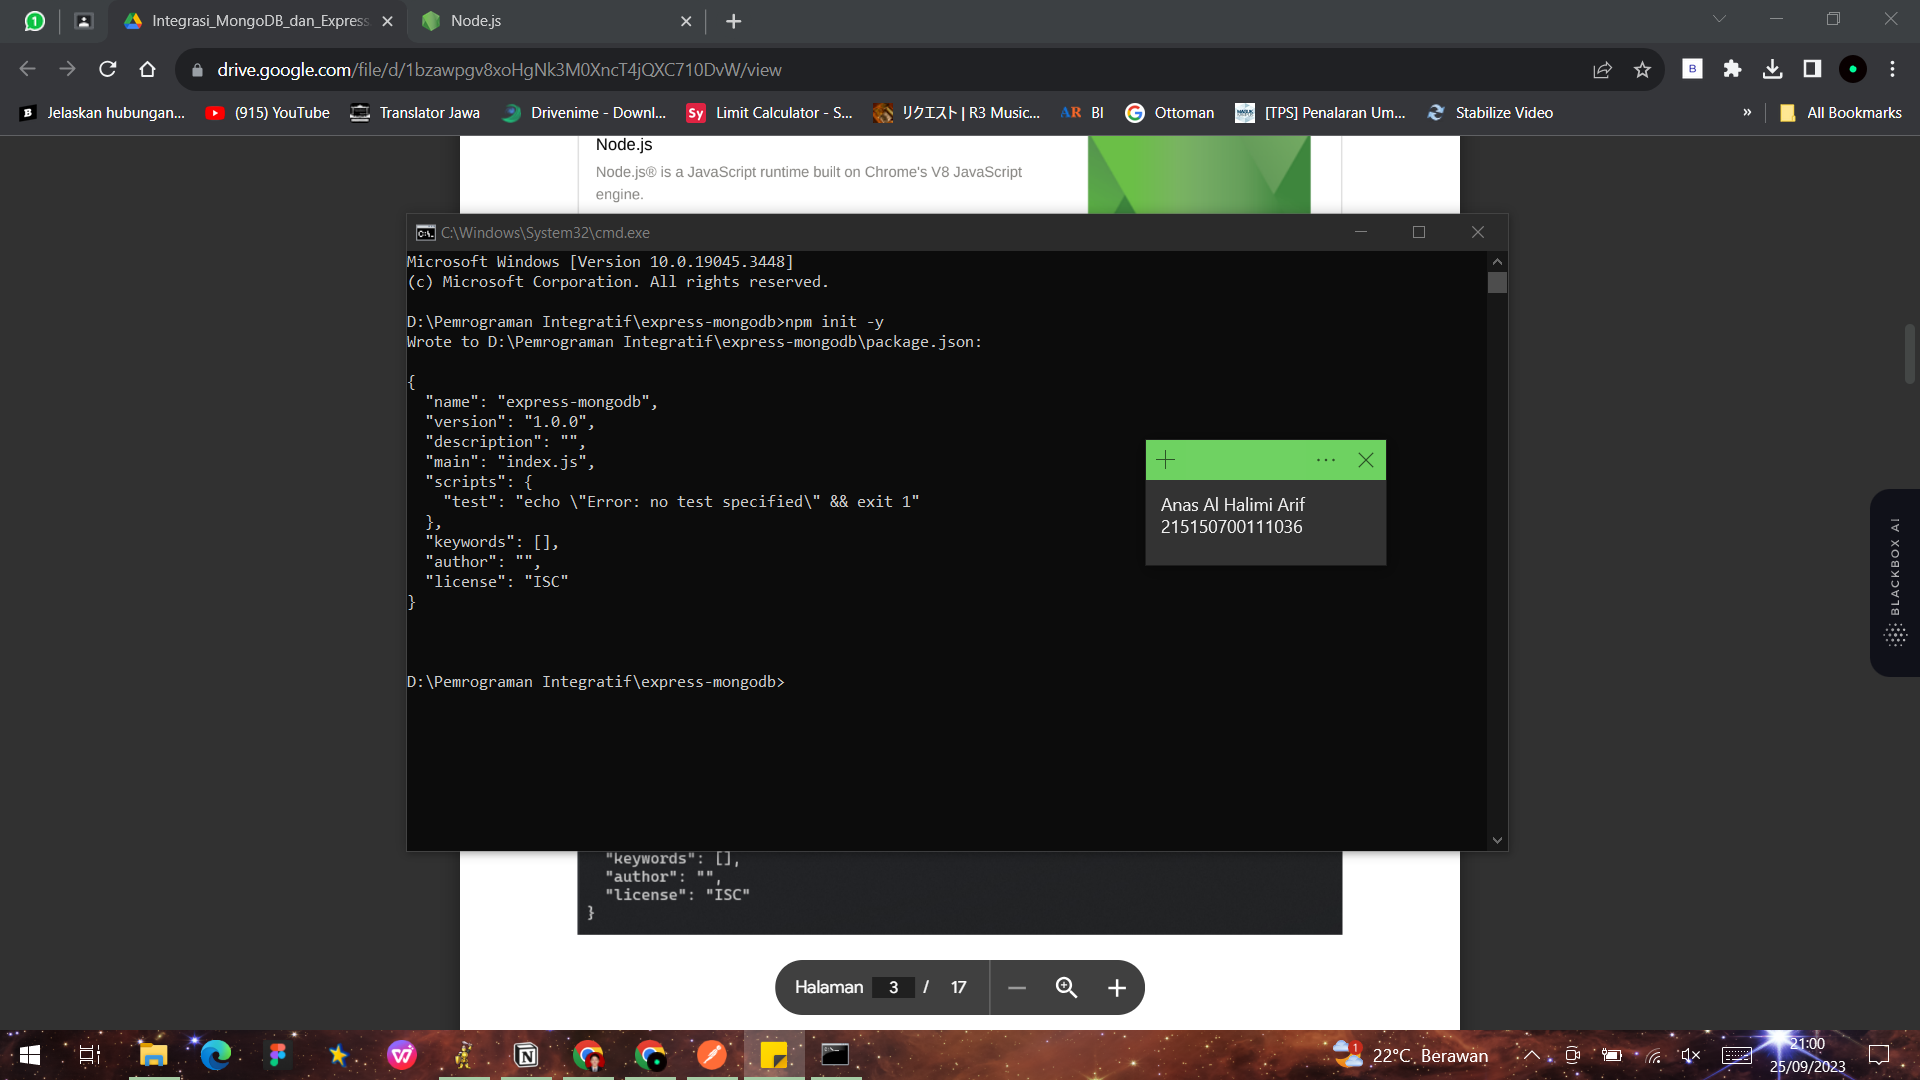 Integrasi_MongoDB_dan_Express
Node.js
drive.google.com/file/d/1bzawpgv8xoHgNk3M0XncT4jQXC710DvW/view
B
Jelaskan hubungan...
(915) YouTube
Translator Jawa
Drivenime - Downl...
Sy
Limit Calculator - S...
リクエスト | R3 Music...
AR
BI
Ottoman
[TPS] Penalaran Um...
Stabilize Video
»
All Bookmarks
Node.js
Node.js® is a JavaScript runtime built on Chrome's V8 JavaScript
engine.
C:\Windows\System32\cmd.exe
Microsoft Windows [Version 10.0.19045.3448]
(c) Microsoft Corporation. All rights reserved.
D:\Pemrograman Integratif\express-mongodb>npm init -y
Wrote to D:\Pemrograman Integratif\express-mongodb\package.json:
{
"name": "express-mongodb",
"version": "1.0.0",
"description": "",
"main": "index.js",
"scripts": {
"test": "echo \"Error: no test specified\" && exit 1"
},
"keywords": [],
"author": "",
"license": "ISC"
}
D:\Pemrograman Integratif\express-mongodb>
Anas Al Halimi Arif
215150700111036
BLACKBOX AI
"keywords": [],
"author": "",
"license": "ISC"
}
Halaman 3 / 17
22°C Berawan
21:00
25/09/2023